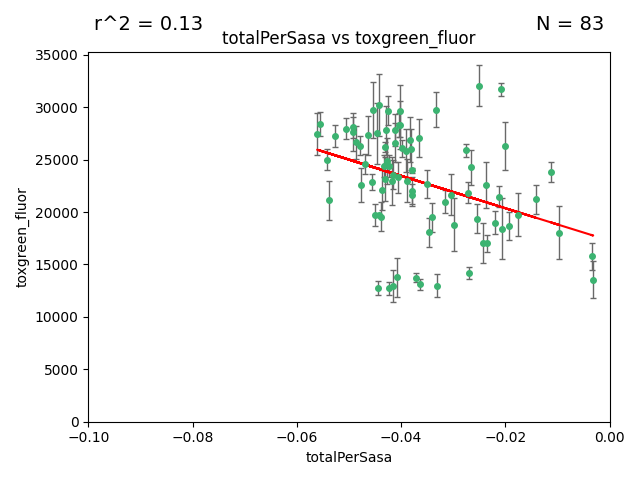 r^2 = 0.13
N = 83
totalPerSasa vs toxgreen_fluor
toxgreen_fluor
35000
30000
25000
20000
15000
10000
5000
0
−0.10
−0.08
−0.06
−0.04
−0.02
0.00
totalPerSasa